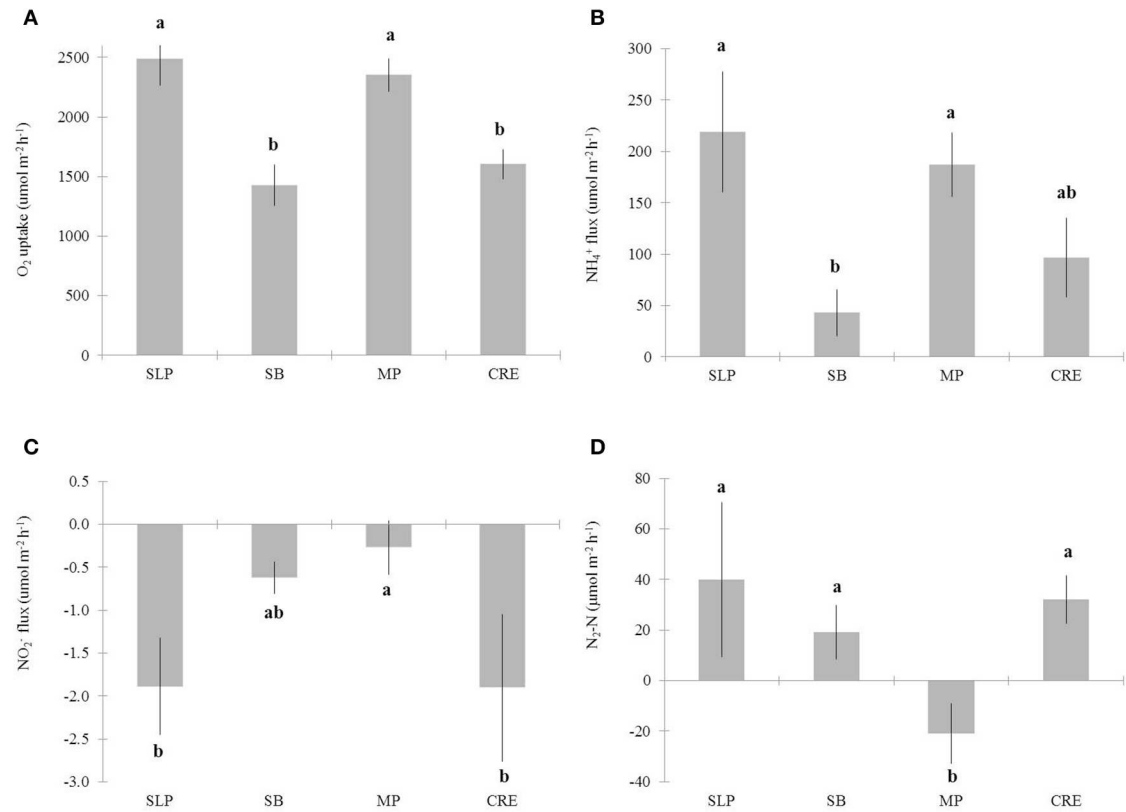 A
O₂ uptake (umol m⁻² h⁻¹)
2500
2000
1500
1000
500
0
a
b
a
b
SLP SB MP CRE
B
NH₄⁺ flux (umol m⁻² h⁻¹)
300
250
200
150
100
50
0
a
b
a
ab
SLP SB MP CRE
C
NO₂⁻ flux (umol m⁻² h⁻¹)
0.5
0.0
-0.5
-1.0
-1.5
-2.0
-2.5
-3.0
b
ab
a
b
SLP SB MP CRE
D
N₂-N (µmol m⁻² h⁻¹)
80
60
40
20
0
-20
-40
a
a
b
a
SLP SB MP CRE